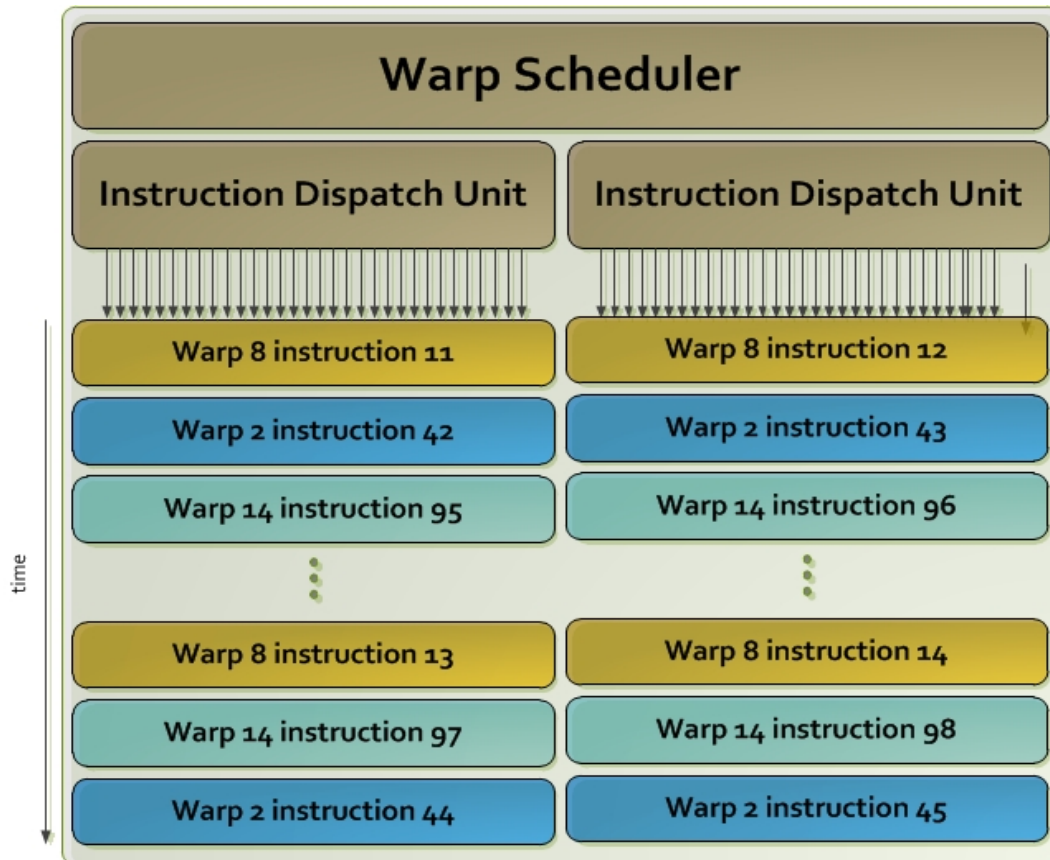 Warp Scheduler
Instruction Dispatch Unit
Instruction Dispatch Unit
Warp 8 instruction 11
Warp 8 instruction 12
Warp 2 instruction 42
Warp 2 instruction 43
Warp 14 instruction 95
Warp 14 instruction 96
time
Warp 8 instruction 13
Warp 8 instruction 14
Warp 14 instruction 97
Warp 14 instruction 98
Warp 2 instruction 44
Warp 2 instruction 45